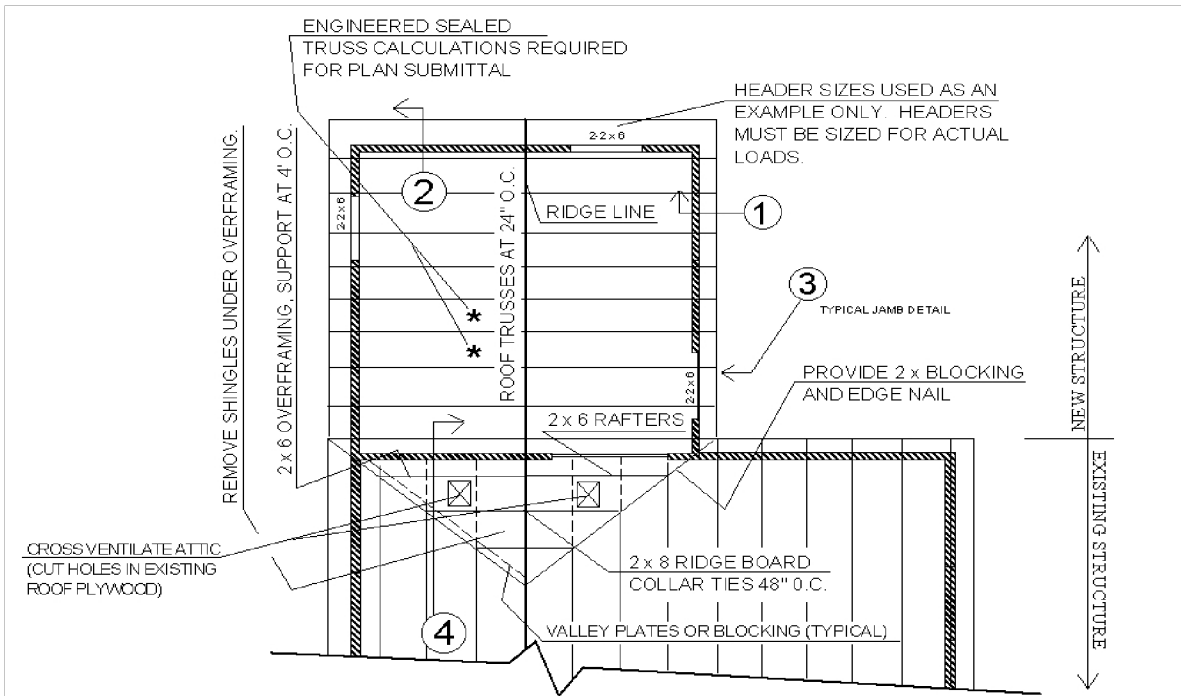 ENGINEERED SEALED
TRUSS CALCULATIONS REQUIRED
FOR PLAN SUBMITTAL
HEADER SIZES USED AS AN
EXAMPLE ONLY. HEADERS
MUST BE SIZED FOR ACTUAL
LOADS.
2-2x6
2
1
RIDGE LINE
2-2x6
ROOF TRUSSES AT 24" O.C.
REMOVE SHINGLES UNDER OVERFRAMING.
2x6 OVERFRAMING, SUPPORT AT 4' O.C.
3
TYPICAL JAMB DETAIL
* 
*
2-2x6
PROVIDE 2 x BLOCKING
AND EDGE NAIL
NEW STRUCTURE
2 x 6 RAFTERS
EXISTING STRUCTURE
CROSS VENTILATE ATTIC
(CUT HOLES IN EXISTING
ROOF PLYWOOD)
2 x 8 RIDGE BOARD
COLLAR TIES 48" O.C.
4
VALLEY PLATES OR BLOCKING (TYPICAL)